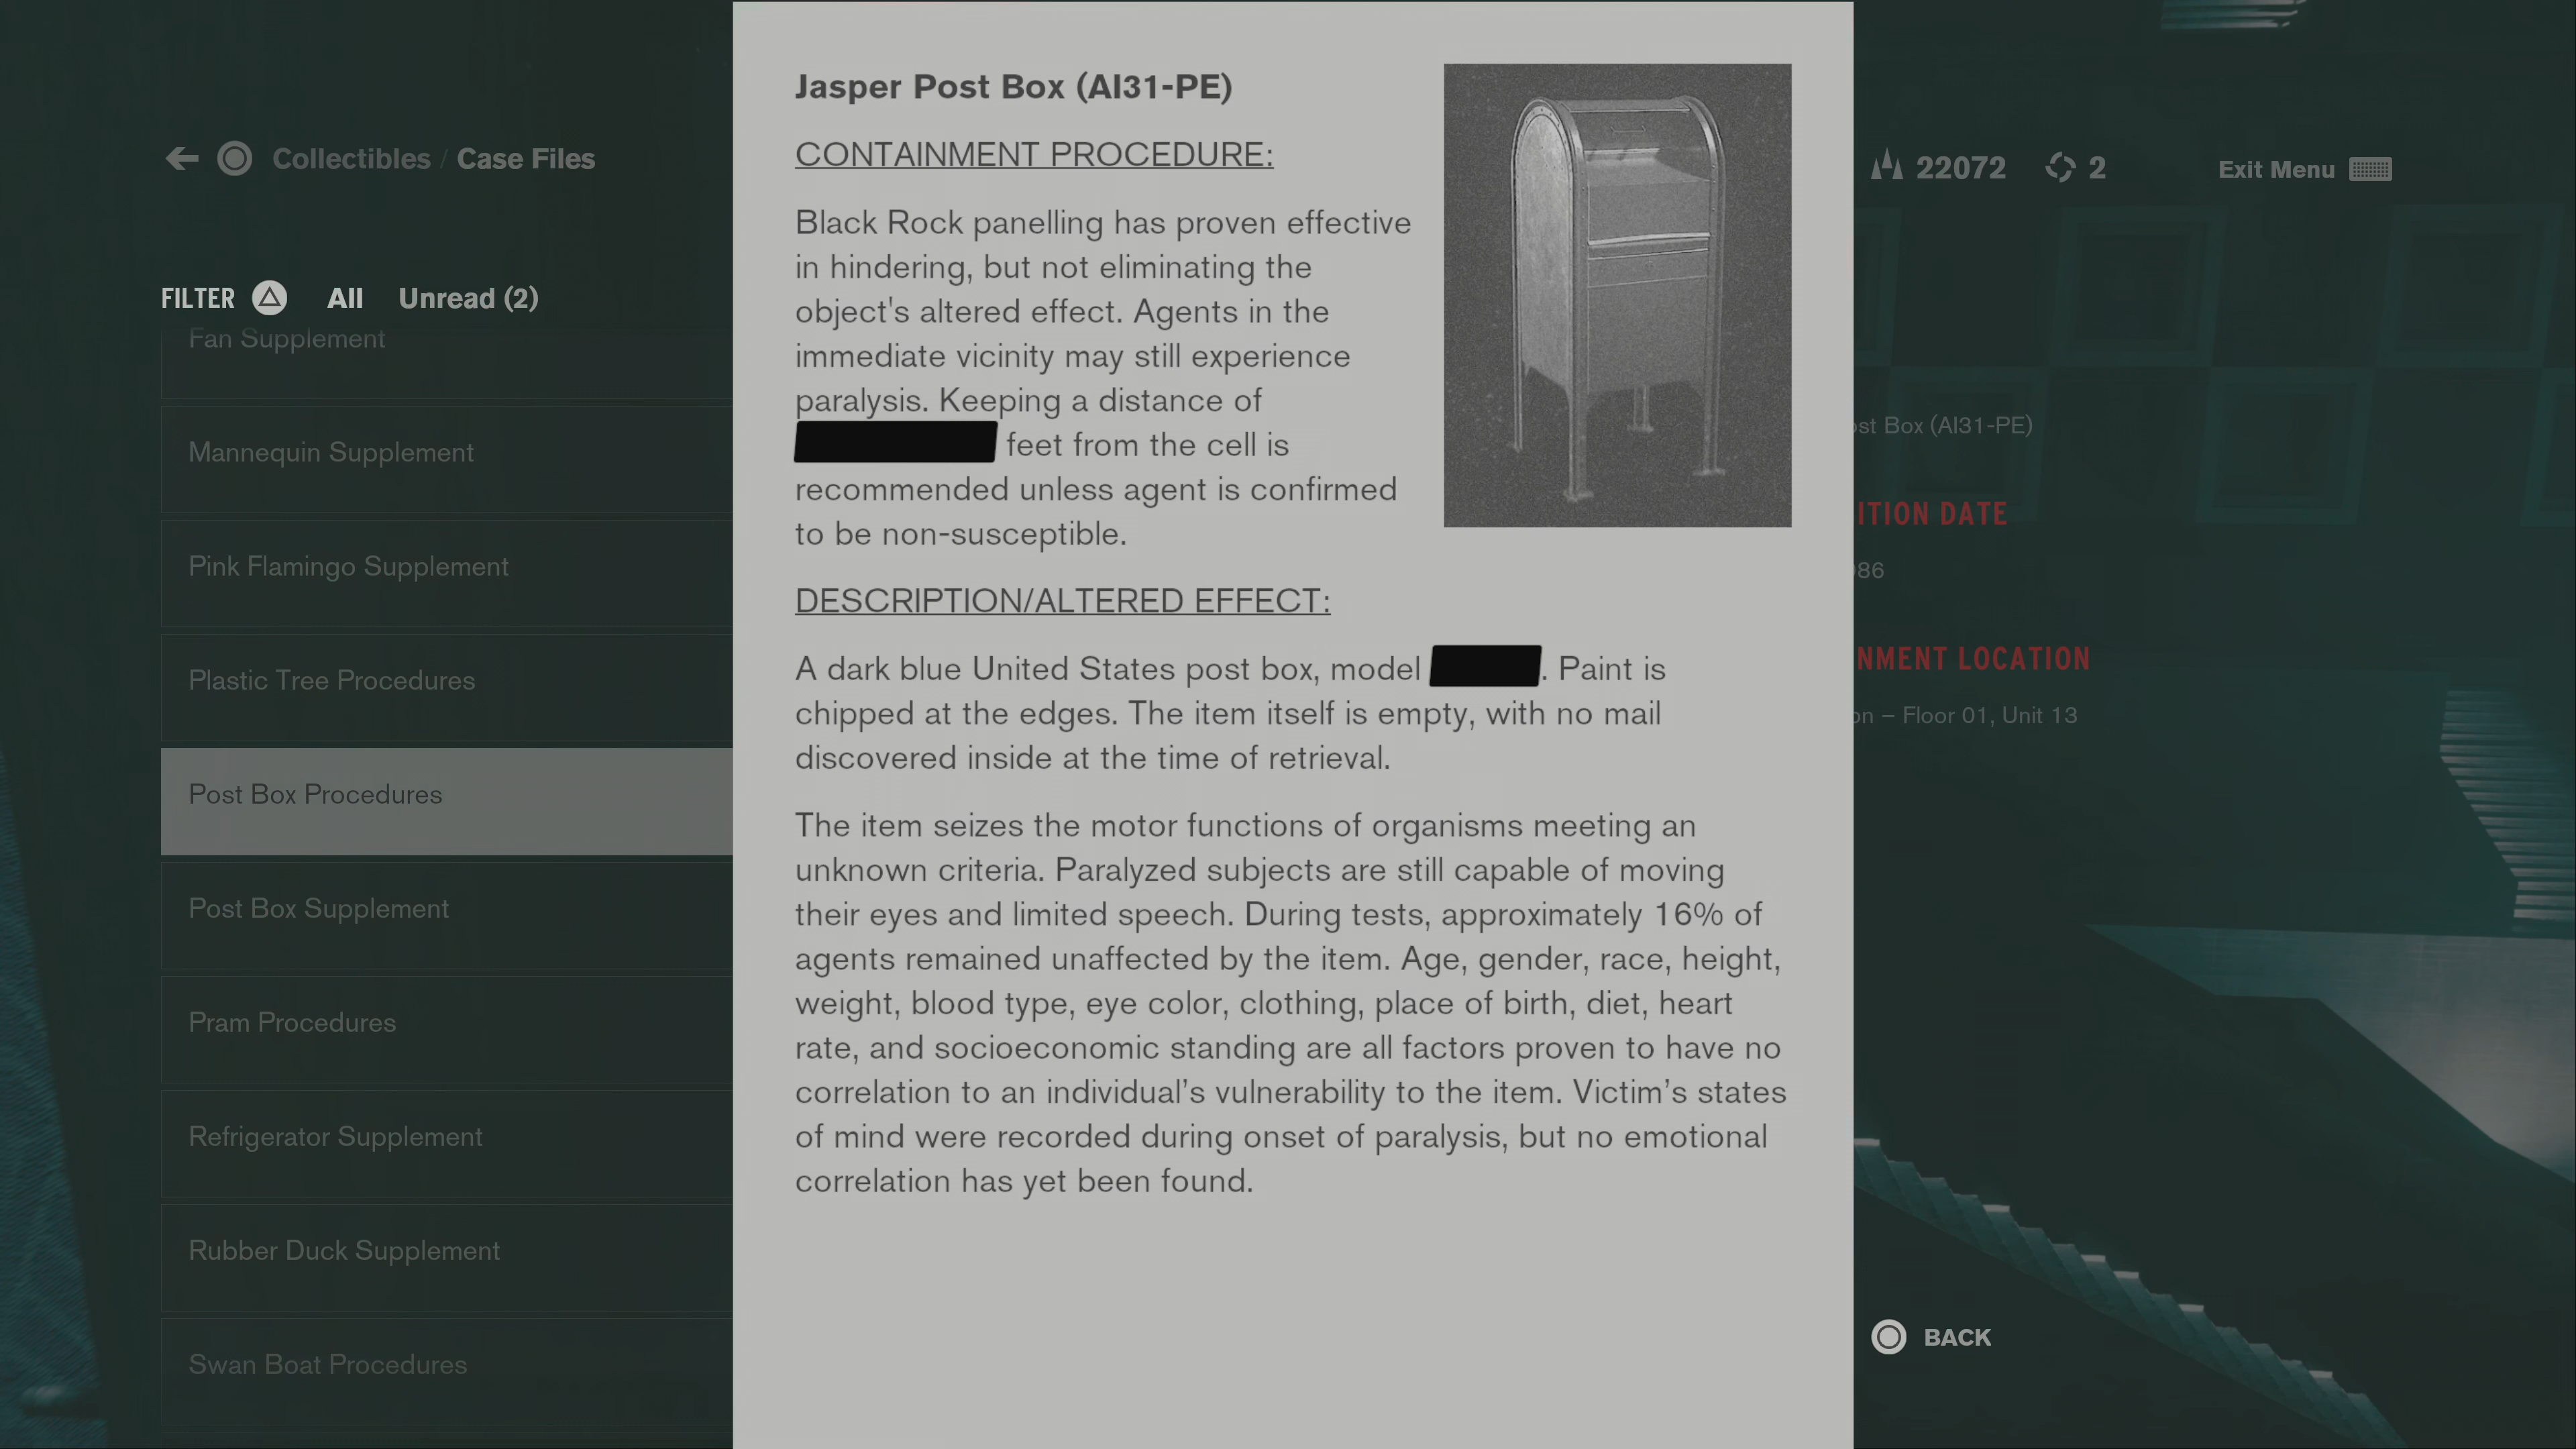 Collectibles / Case Files
22072
2
Exit Menu
FILTER
All
Unread (2)
Fan Supplement
Mannequin Supplement
Pink Flamingo Supplement
Plastic Tree Procedures
Post Box Procedures
Post Box Supplement
Pram Procedures
Refrigerator Supplement
Rubber Duck Supplement
Swan Boat Procedures
Jasper Post Box (AI31-PE)
CONTAINMENT PROCEDURE:
Black Rock panelling has proven effective
in hindering, but not eliminating the
object's altered effect. Agents in the
immediate vicinity may still experience
paralysis. Keeping a distance of
feet from the cell is
recommended unless agent is confirmed
to be non-susceptible.
DESCRIPTION/ALTERED EFFECT:
A dark blue United States post box, model . Paint is
chipped at the edges. The item itself is empty, with no mail
discovered inside at the time of retrieval.
The item seizes the motor functions of organisms meeting an
unknown criteria. Paralyzed subjects are still capable of moving
their eyes and limited speech. During tests, approximately 16% of
agents remained unaffected by the item. Age, gender, race, height,
weight, blood type, eye color, clothing, place of birth, diet, heart
rate, and socioeconomic standing are all factors proven to have no
correlation to an individual’s vulnerability to the item. Victim’s states
of mind were recorded during onset of paralysis, but no emotional
correlation has yet been found.
Box (AI31-PE)
DATE
LOCATION
– Floor 01, Unit 13
BACK